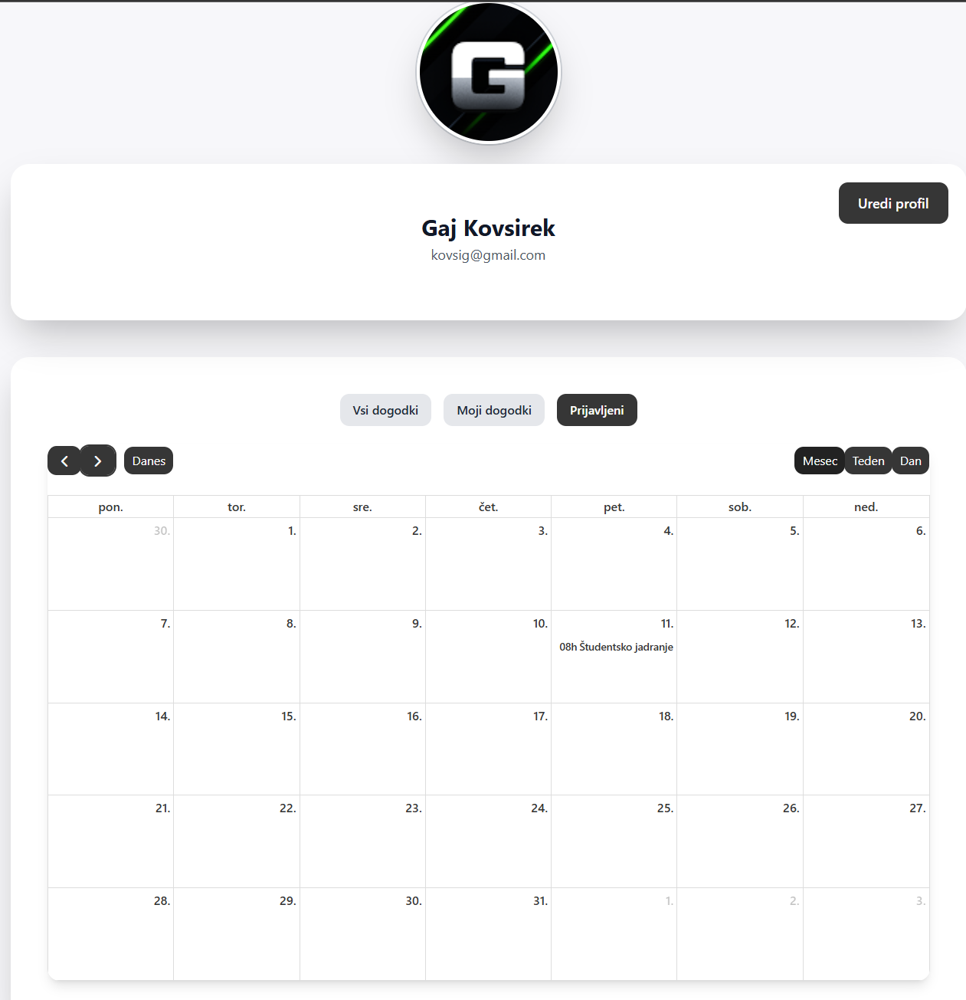 G
Uredi profil
Gaj Kovsirek
kovsig@gmail.com
Vsi dogodki Moji dogodki Prijavljeni
Danes Mesec Teden Dan
pon. tor. sre. čet. pet. sob. ned.
30. 1. 2. 3. 4. 5. 6.
7. 8. 9. 10. 11. 12. 13.
08h Študentsko jadranje
14. 15. 16. 17. 18. 19. 20.
21. 22. 23. 24. 25. 26. 27.
28. 29. 30. 31. 1. 2. 3.